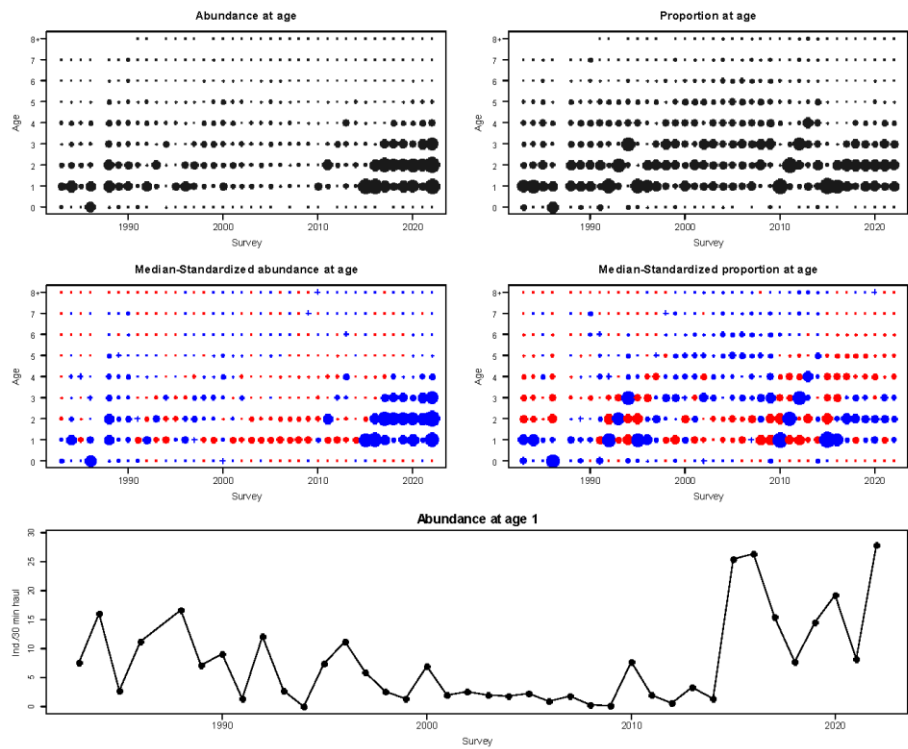 Abundance at age
Proportion at age
Age
8+
7
6
5
4
3
2
1
0
1990 2000 2010 2020
Survey
Age
8+
7
6
5
4
3
2
1
0
1990 2000 2010 2020
Survey
Median-Standardized abundance at age
Median-Standardized proportion at age
Age
8+
7
6
5
4
3
2
1
0
1990 2000 2010 2020
Survey
Age
8+
7
6
5
4
3
2
1
0
1990 2000 2010 2020
Survey
Abundance at age 1
Ind./30 min haul
30
25
20
15
10
5
0
1990 2000 2010 2020
Survey